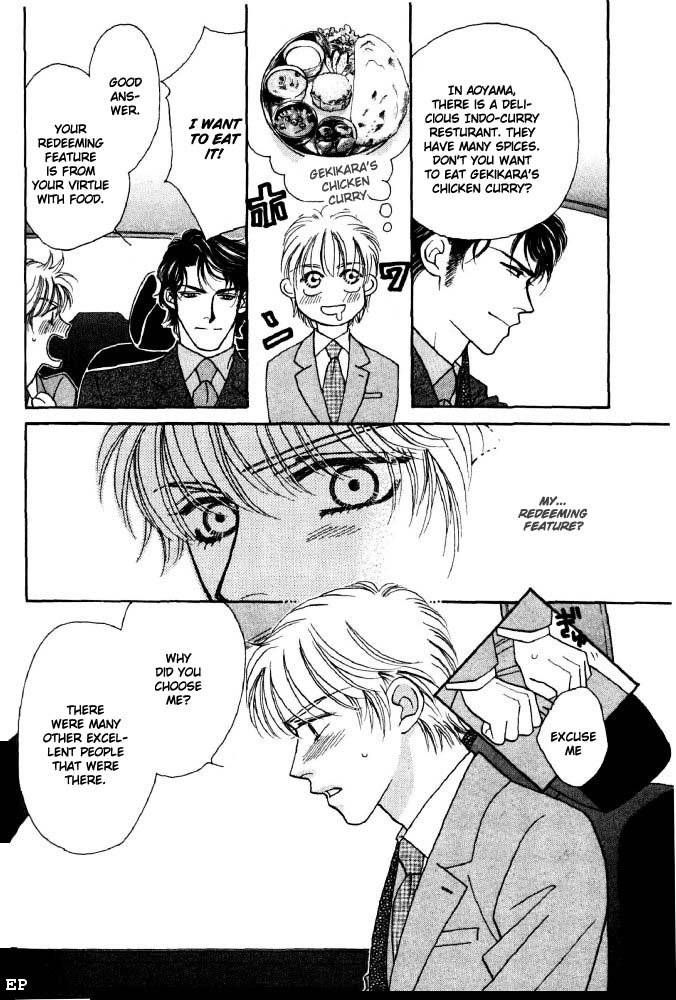 IN AOYAMA,
THERE IS A DELI-
CIOUS INDO-CURRY
RESTURANT. THEY
HAVE MANY SPICES.
DON'T YOU WANT
TO EAT GEKIKARA'S
CHICKEN CURRY?
GEKIKARA'S
CHICKEN
CURRY
ホ
ワ
ン
I WANT
TO EAT
IT!
GOOD
ANS-
WER.
YOUR
REDEEMING
FEATURE
IS FROM
YOUR VIRTUE
WITH FOOD.
MY...
REDEEMING
FEATURE?
EXCUSE
ME
WHY
DID YOU
CHOOSE
ME?
THERE
WERE MANY
OTHER EXCEL-
LENT PEOPLE
THAT WERE
THERE.
EP